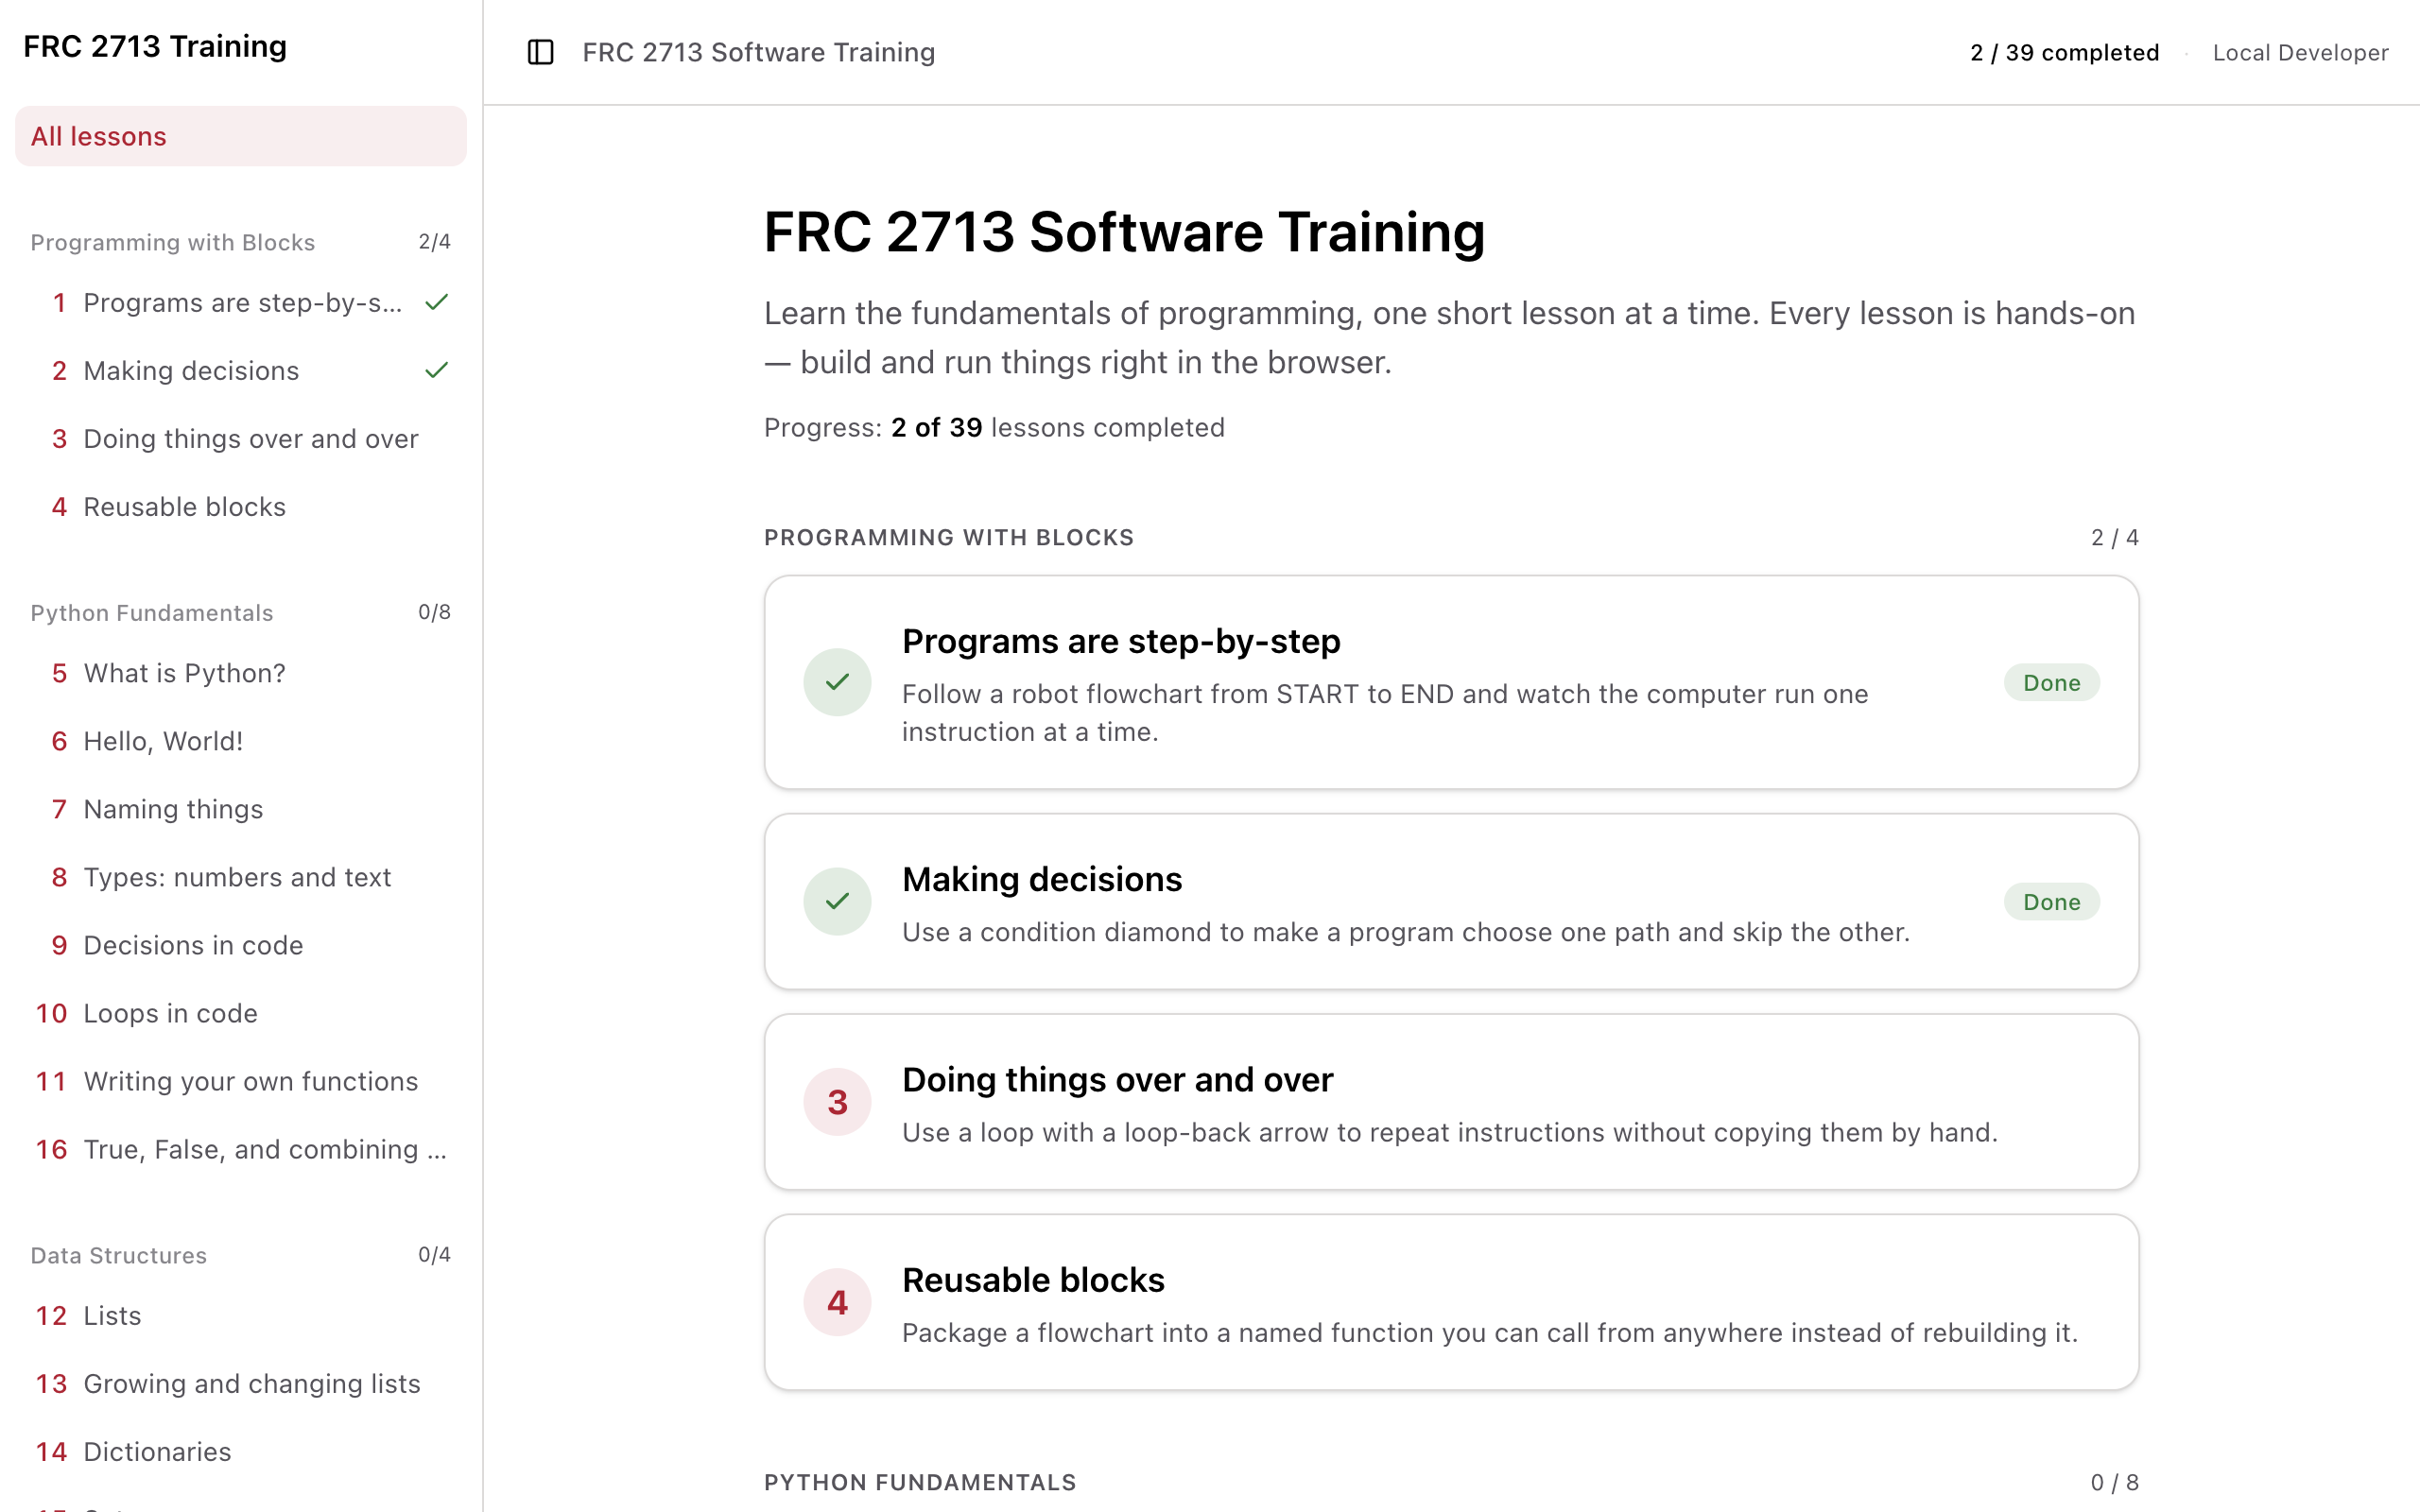 FRC 2713 Training
All lessons
Programming with Blocks 2/4
1 Programs are step-by-s...
2 Making decisions
3 Doing things over and over
4 Reusable blocks
Python Fundamentals 0/8
5 What is Python?
6 Hello, World!
7 Naming things
8 Types: numbers and text
9 Decisions in code
10 Loops in code
11 Writing your own functions
16 True, False, and combining ...
Data Structures 0/4
12 Lists
13 Growing and changing lists
14 Dictionaries
FRC 2713 Software Training
2 / 39 completed · Local Developer
FRC 2713 Software Training
Learn the fundamentals of programming, one short lesson at a time. Every lesson is hands-on
— build and run things right in the browser.
Progress: 2 of 39 lessons completed
PROGRAMMING WITH BLOCKS 2 / 4
Programs are step-by-step
Follow a robot flowchart from START to END and watch the computer run one
instruction at a time.
Done
Making decisions
Use a condition diamond to make a program choose one path and skip the other.
Done
3
Doing things over and over
Use a loop with a loop-back arrow to repeat instructions without copying them by hand.
4
Reusable blocks
Package a flowchart into a named function you can call from anywhere instead of rebuilding it.
PYTHON FUNDAMENTALS 0 / 8